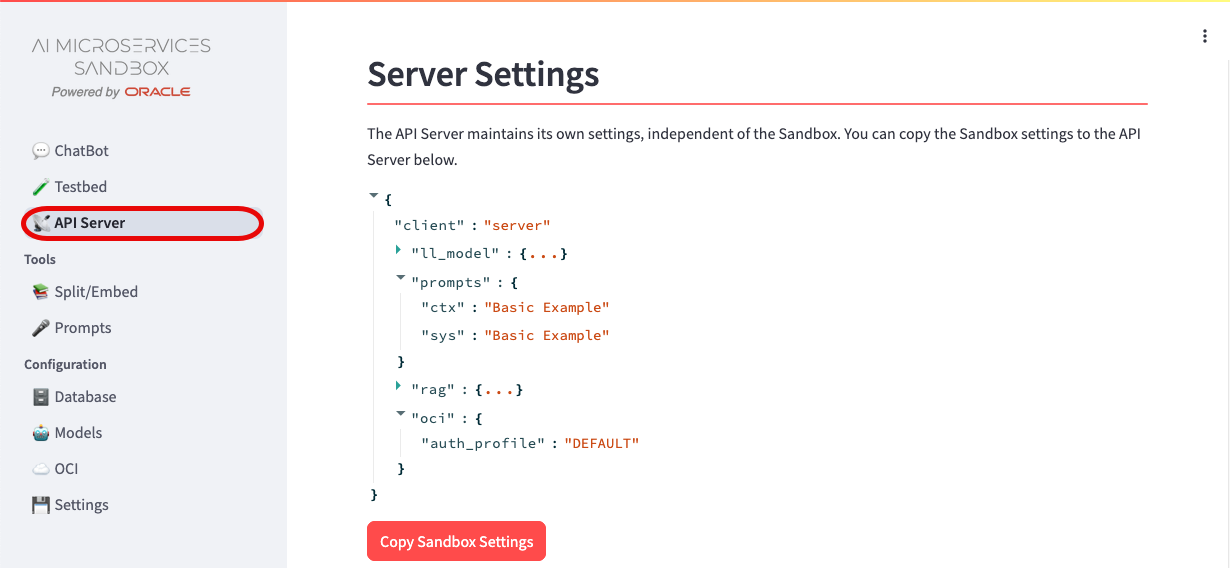 AI MICROSERVICES
SANDBOX
Powered by ORACLE
ChatBot
Testbed
API Server
Tools
Split/Embed
Prompts
Configuration
Database
Models
OCI
Settings
Server Settings
The API Server maintains its own settings, independent of the Sandbox. You can copy the Sandbox settings to the API
Server below.
{
"client" : "server"
"ll_model" : {...}
"prompts" : {
"ctx" : "Basic Example"
"sys" : "Basic Example"
}
"rag" : {...}
"oci" : {
"auth_profile" : "DEFAULT"
}
}
Copy Sandbox Settings